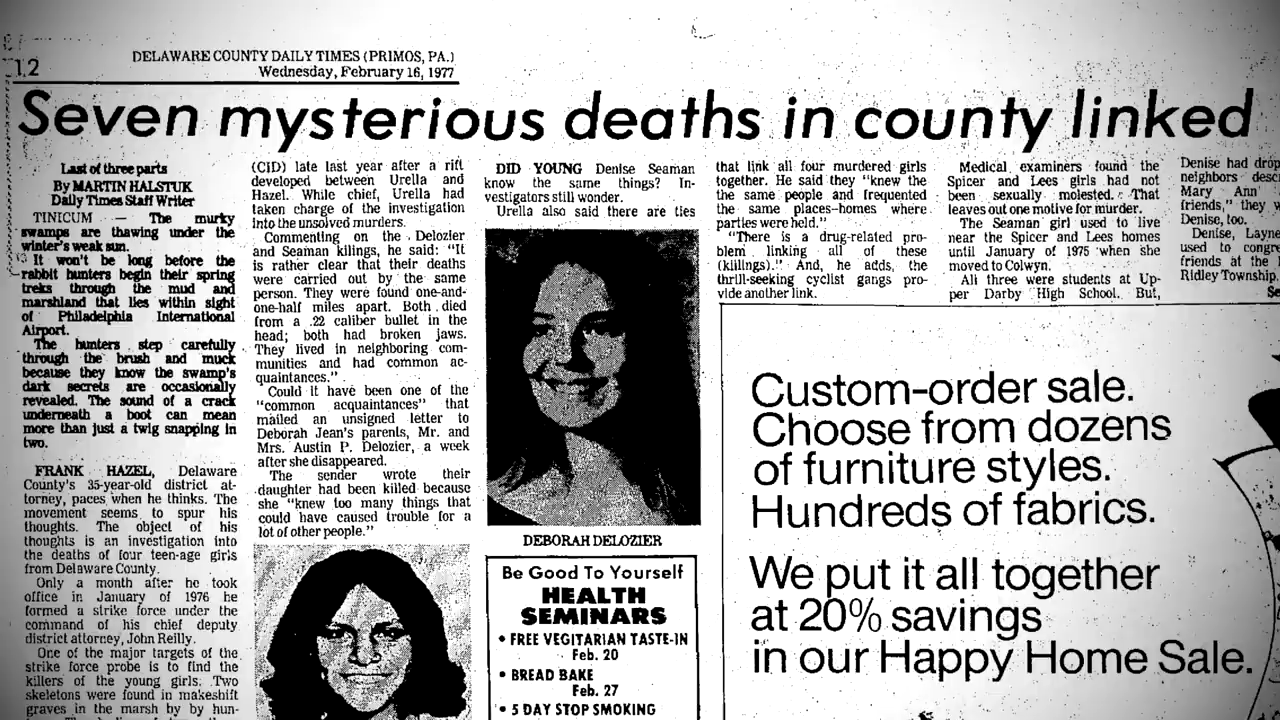 12
DELAWARE COUNTY DAILY TIMES (PRIMOS, PA.)
Wednesday, February 16, 1977
Seven mysterious deaths in county linked
Last of three parts
By MARTIN HALSTUK
Daily Times Staff Writer
TINICUM — The murky
swamps are thawing under the
winter's weak sun.
It won't be long before the
rabbit hunters begin their spring
treks through the mud and
marshland that lies within sight
of Philadelphia International
Airport.
The hunters step carefully
through the brush and muck
because they know the swamp's
dark secrets are occasionally
revealed. The sound of a crack
underneath a boot can mean
more than just a twig snapping in
two.
FRANK HAZEL, Delaware
County's 35-year-old district at-
torney, paces when he thinks. The
movement seems to spur his
thoughts. The object of his
thoughts is an investigation into
the deaths of four teen-age girls
from Delaware County.
Only a month after he took
office in January of 1976 he
formed a strike force under the
command of his chief deputy
district attorney, John Reilly.
One of the major targets of the
strike force probe is to find the
killers of the young girls. Two
skeletons were found in makeshift
graves in the marsh by by hun-
(CID) late last year after a rift
developed between Urella and
Hazel. While chief, Urella had
taken charge of the investigation
into the unsolved murders.
Commenting on the Delozier
and Seaman killings, he said: "It
is rather clear that their deaths
were carried out by the same
person. They were found one-and-
one-half miles apart. Both died
from a .22 caliber bullet in the
head; both had broken jaws.
They lived in neighboring com-
munities and had common ac-
quaintances."
Could it have been one of the
"common acquaintances" that
mailed an unsigned letter to
Deborah Jean's parents, Mr. and
Mrs. Austin P. Delozier, a week
after she disappeared.
The sender wrote their
daughter had been killed because
she "knew too many things that
could have caused trouble for a
lot of other people."
DID YOUNG Denise Seaman
know the same things? In-
vestigators still wonder.
Urella also said there are ties
DEBORAH DELOZIER
Be Good To Yourself
HEALTH
SEMINARS
• FREE VEGITARIAN TASTE-IN
Feb. 20
• BREAD BAKE
Feb. 27
• 5 DAY STOP SMOKING
that link all four murdered girls
together. He said they "knew the
the same people and frequented
the same places–homes where
parties were held."
"There is a drug-related pro-
blem linking all of these
(killings)." And, he adds, the
thrill-seeking cyclist gangs pro-
vide another link.
Medical examiners found the
Spicer and Lees girls had not
been sexually molested. That
leaves out one motive for murder.
The Seaman girl used to live
near the Spicer and Lees homes
until January of 1975 when she
moved to Colwyn.
All three were students at Up-
per Darby High School. But,
Denise had drop
neighbors desc
Mary Ann
friends," they w
Denise, too.
Denise, Layne
used to cong
friends at the
Ridley Township
Se
Custom-order sale.
Choose from dozens
of furniture styles.
Hundreds of fabrics.
We put it all together
at 20% savings
in our Happy Home Sale.